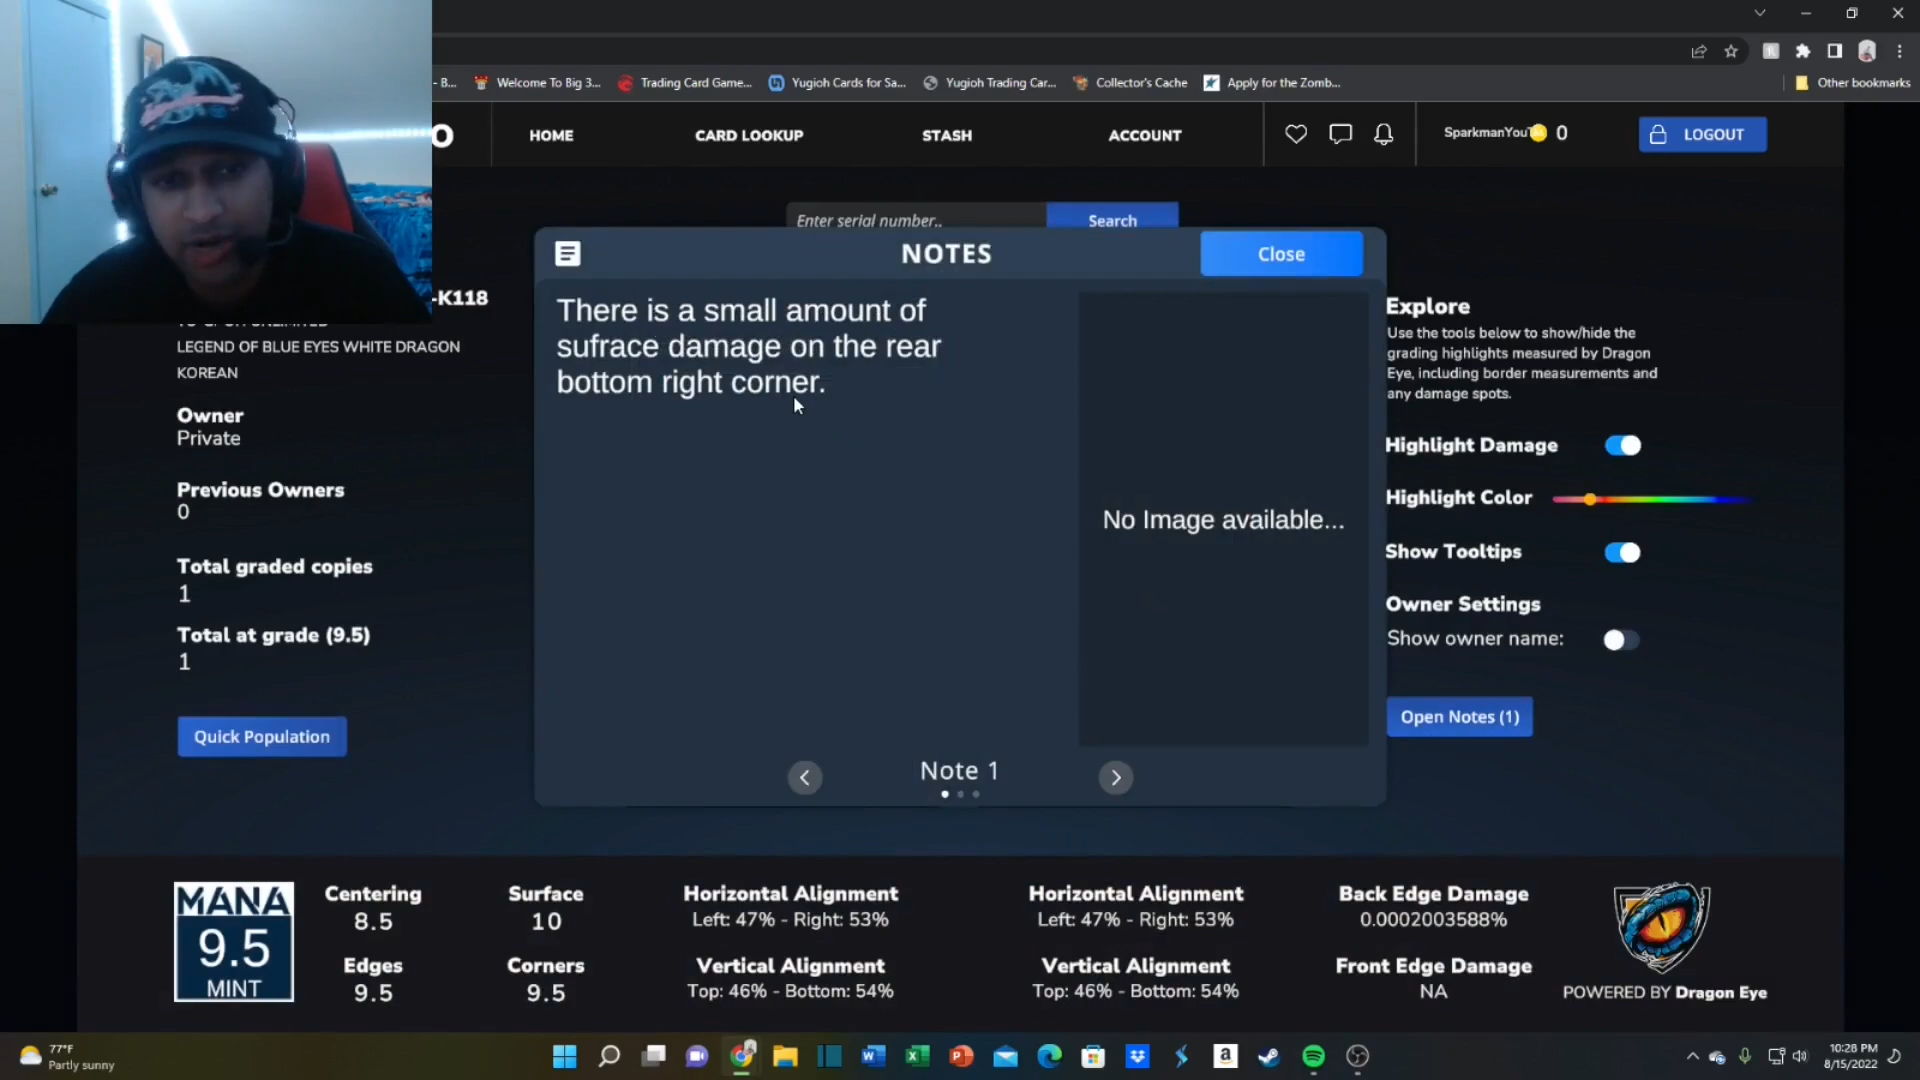 - B...
Welcome To Big 3...
Trading Card Game...
Yugioh Cards for Sa...
Yugioh Trading Car...
Collector's Cache
Apply for the Zomb...
Other bookmarks
O
HOME
CARD LOOKUP
STASH
ACCOUNT
SparkmanYouT
0
LOGOUT
Enter serial number..
Search
-K118
LEGEND OF BLUE EYES WHITE DRAGON
KOREAN
Owner
Private
Previous Owners
0
Total graded copies
1
Total at grade (9.5)
1
Quick Population
NOTES
Close
There is a small amount of
sufrace damage on the rear
bottom right corner.
No Image available...
Note 1
Explore
Use the tools below to show/hide the
grading highlights measured by Dragon
Eye, including border measurements and
any damage spots.
Highlight Damage
Highlight Color
Show Tooltips
Owner Settings
Show owner name:
Open Notes (1)
MANA
9.5
MINT
Centering
8.5
Edges
9.5
Surface
10
Corners
9.5
Horizontal Alignment
Left: 47% - Right: 53%
Vertical Alignment
Top: 46% - Bottom: 54%
Horizontal Alignment
Left: 47% - Right: 53%
Vertical Alignment
Top: 46% - Bottom: 54%
Back Edge Damage
0.0002003588%
Front Edge Damage
NA
POWERED BY Dragon Eye
77°F
Partly sunny
10:28 PM
8/15/2022